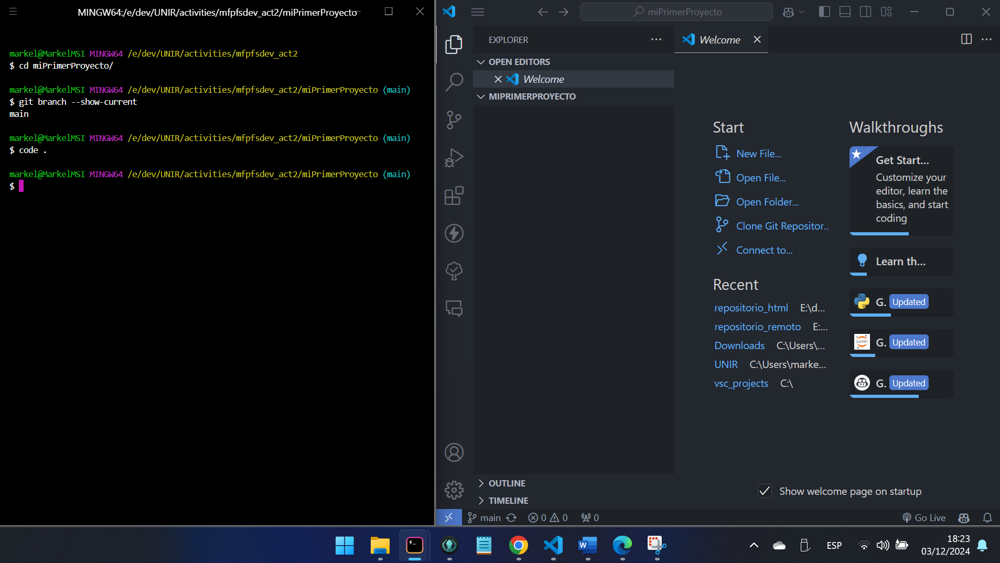 MINGW64:/e/dev/UNIR/activities/mfpfsdev_act2/miPrimerProyecto
markel@MarkelMSI MINGW64 /e/dev/UNIR/activities/mfpfsdev_act2
$ cd miPrimerProyecto/
markel@MarkelMSI MINGW64 /e/dev/UNIR/activities/mfpfsdev_act2/miPrimerProyecto (main)
$ git branch --show-current
main
markel@MarkelMSI MINGW64 /e/dev/UNIR/activities/mfpfsdev_act2/miPrimerProyecto (main)
$ code .
markel@MarkelMSI MINGW64 /e/dev/UNIR/activities/mfpfsdev_act2/miPrimerProyecto (main)
$
miPrimerProyecto
EXPLORER
Welcome
OPEN EDITORS
Welcome
MIPRIMERPROYECTO
OUTLINE
TIMELINE
Start
New File...
Open File...
Open Folder...
Clone Git Repositor..
Connect to...
Recent
repositorio_html E:\d...
repositorio_remoto E:...
Downloads C:\Users\...
UNIR C:\Users\marke...
vsc_projects C:\
Walkthroughs
Get Start...
Customize your
editor, learn the
basics, and start
coding
Learn th...
G. Updated
jupyter
G. Updated
G. Updated
Show welcome page on startup
main 0 0 0
Go Live
W
ESP
18:23
03/12/2024